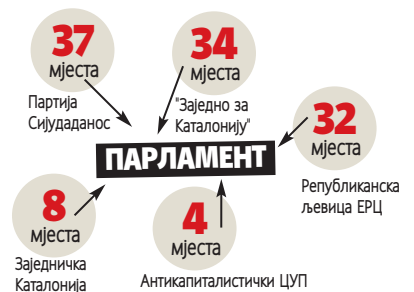 37
мјеста
Партија
Сијудаданос
34
мјеста
"Заједно за
Каталонију"
32
мјеста
Републиканска
љевица ЕРЦ
ПАРЛАМЕНТ
8
мјеста
Заједничка
Каталонија
4
мјеста
Антикапиталистички ЦУП